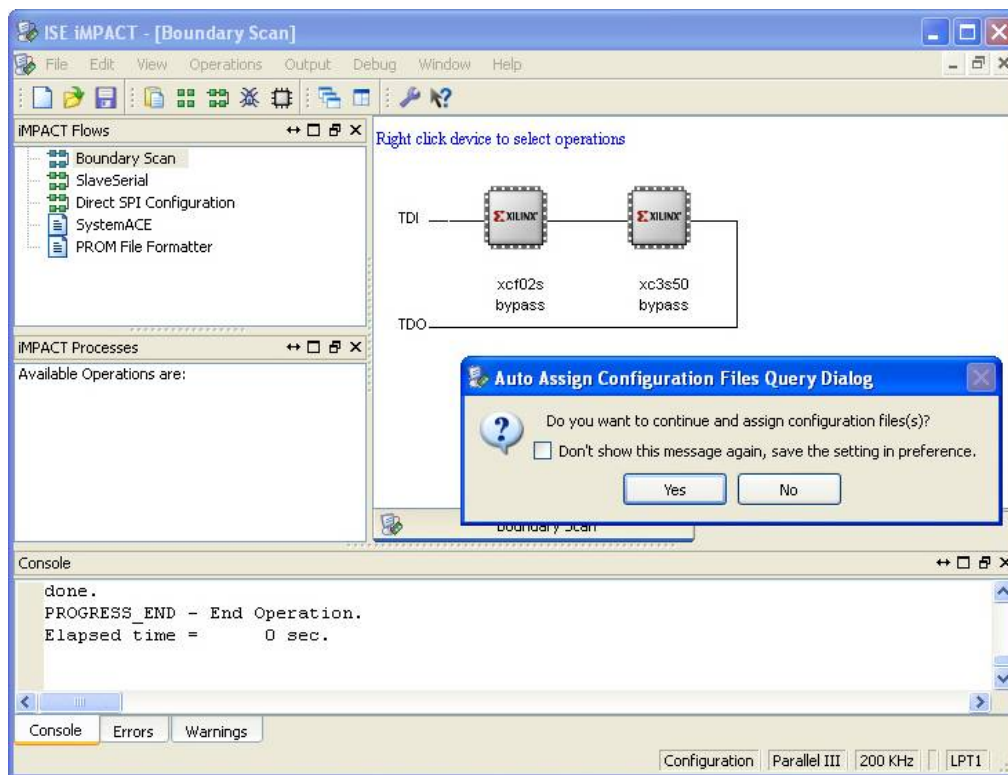 ISE iMPACT - [Boundary Scan]
File Edit View Operations Output Debug Window Help
iMPACT Flows
Boundary Scan
SlaveSerial
Direct SPI Configuration
SystemACE
PROM File Formatter
iMPACT Processes
Available Operations are:
Right click device to select operations
TDI
XILINX
XILINX
xcf02s
bypass
xc3s50
bypass
TDO
Auto Assign Configuration Files Query Dialog
Do you want to continue and assign configuration files(s)?
Don't show this message again, save the setting in preference.
Yes No
Boundary Scan
Console
done.
PROGRESS_END - End Operation.
Elapsed time = 0 sec.
Console Errors Warnings
Configuration Parallel III 200 KHz LPT1